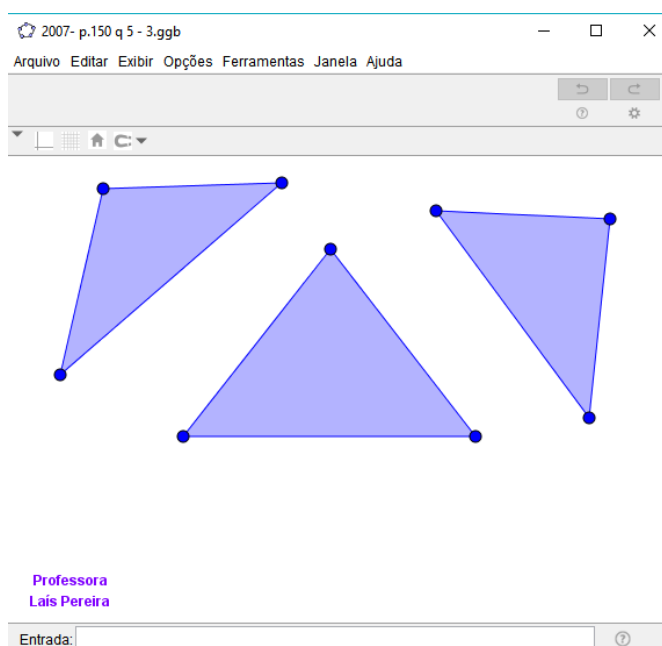 2007- p.150 q 5 - 3.ggb
Arquivo Editar Exibir Opções Ferramentas Janela Ajuda
Professora
Laís Pereira
Entrada: